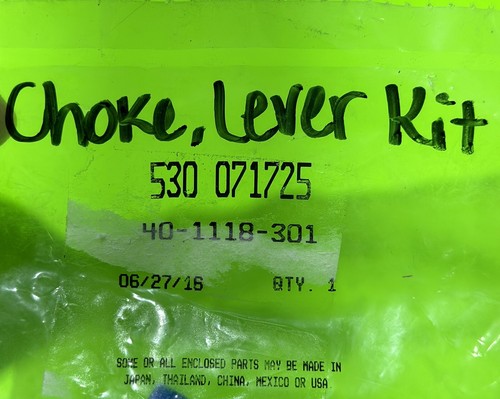 Choke, Lever Kit
530 071725
40-1118-301
06/27/16 QTY. 1
SOME OR ALL ENCLOSED PARTS MAY BE MADE IN
JAPAN, THAILAND, CHINA, MEXICO OR USA